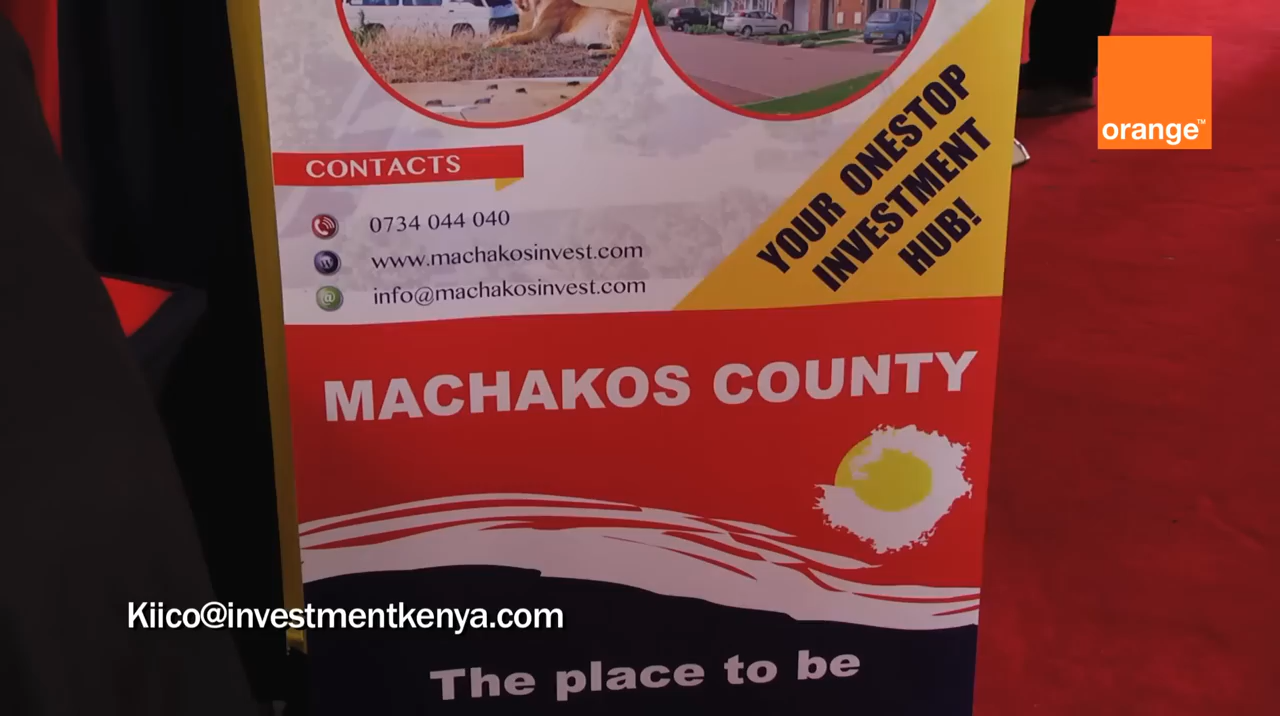 orange™
YOUR ONESTOP
INVESTMENT
HUB!
CONTACTS
0734 044 040
www.machakosinvest.com
info@machakosinvest.com
MACHAKOS COUNTY
Kiico@investmentkenya.com
The place to be